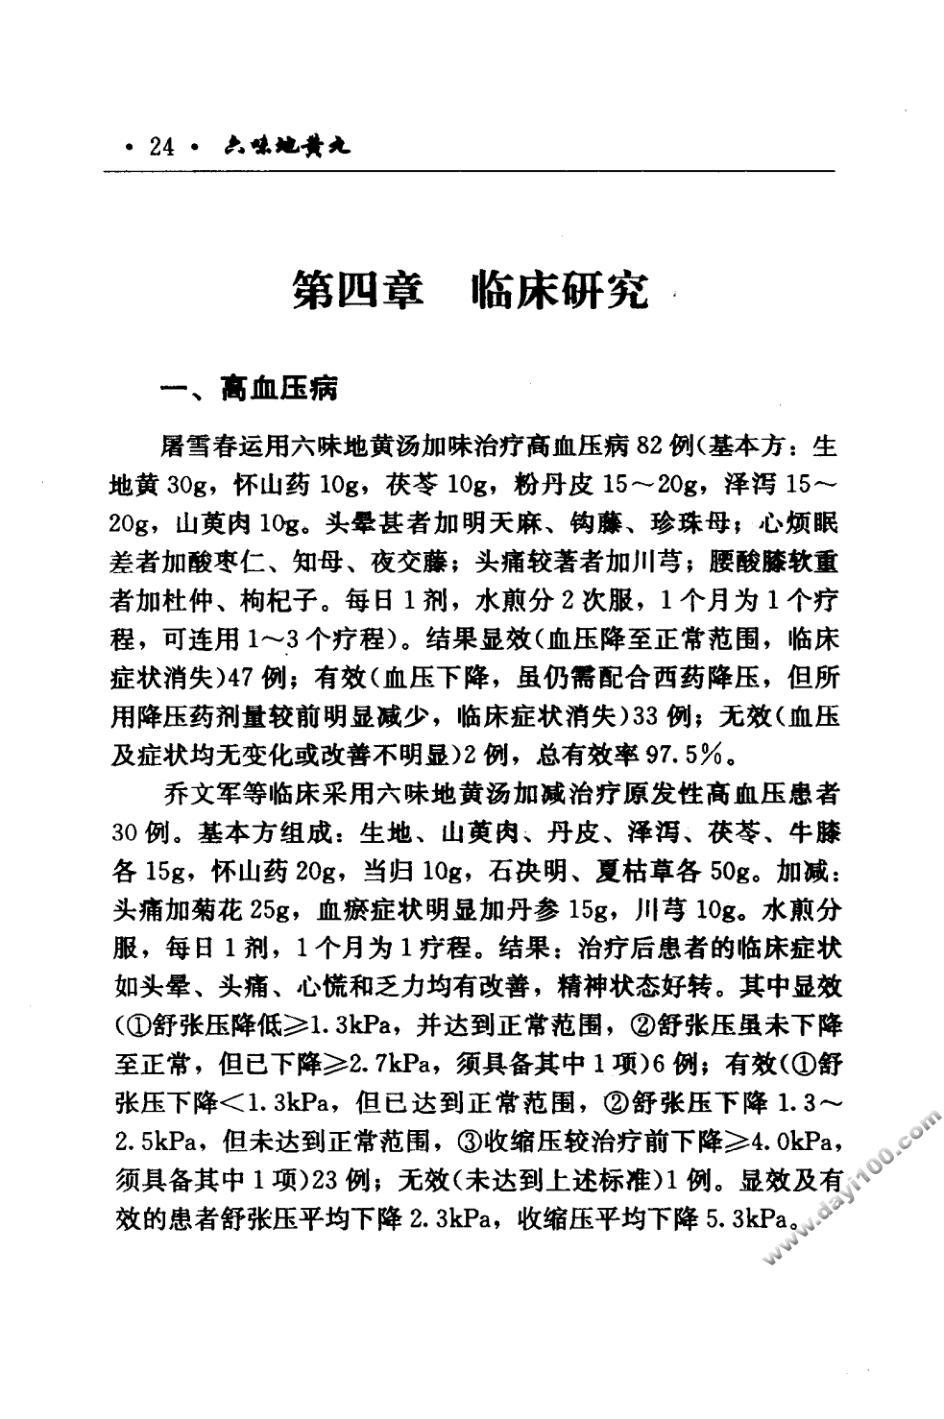 · 24 · 六味地黄丸
第四章 临床研究
一、高血压病
屠雪春运用六味地黄汤加味治疗高血压病 82 例(基本方：生
地黄 30g，怀山药 10g，茯苓 10g，粉丹皮 15～20g，泽泻 15～
20g，山萸肉 10g。头晕甚者加明天麻、钩藤、珍珠母；心烦眠
差者加酸枣仁、知母、夜交藤；头痛较著者加川芎；腰酸膝软重
者加杜仲、枸杞子。每日 1 剂，水煎分 2 次服，1 个月为 1 个疗
程，可连用 1～3 个疗程)。结果显效(血压降至正常范围，临床
症状消失)47 例；有效(血压下降，虽仍需配合西药降压，但所
用降压药剂量较前明显减少，临床症状消失)33 例；无效(血压
及症状均无变化或改善不明显)2 例，总有效率 97.5%。
乔文军等临床采用六味地黄汤加减治疗原发性高血压患者
30 例。基本方组成：生地、山萸肉、丹皮、泽泻、茯苓、牛膝
各 15g，怀山药 20g，当归 10g，石决明、夏枯草各 50g。加减：
头痛加菊花 25g，血瘀症状明显加丹参 15g，川芎 10g。水煎分
服，每日 1 剂，1 个月为 1 疗程。结果：治疗后患者的临床症状
如头晕、头痛、心慌和乏力均有改善，精神状态好转。其中显效
(①舒张压降低≥1.3kPa，并达到正常范围，②舒张压虽未下降
至正常，但已下降≥2.7kPa，须具备其中 1 项)6 例；有效(①舒
张压下降＜1.3kPa，但已达到正常范围，②舒张压下降 1.3～
2.5kPa，但未达到正常范围，③收缩压较治疗前下降≥4.0kPa，
须具备其中 1 项)23 例；无效(未达到上述标准)1 例。显效及有
效的患者舒张压平均下降 2.3kPa，收缩压平均下降 5.3kPa。
www.dayi100.com